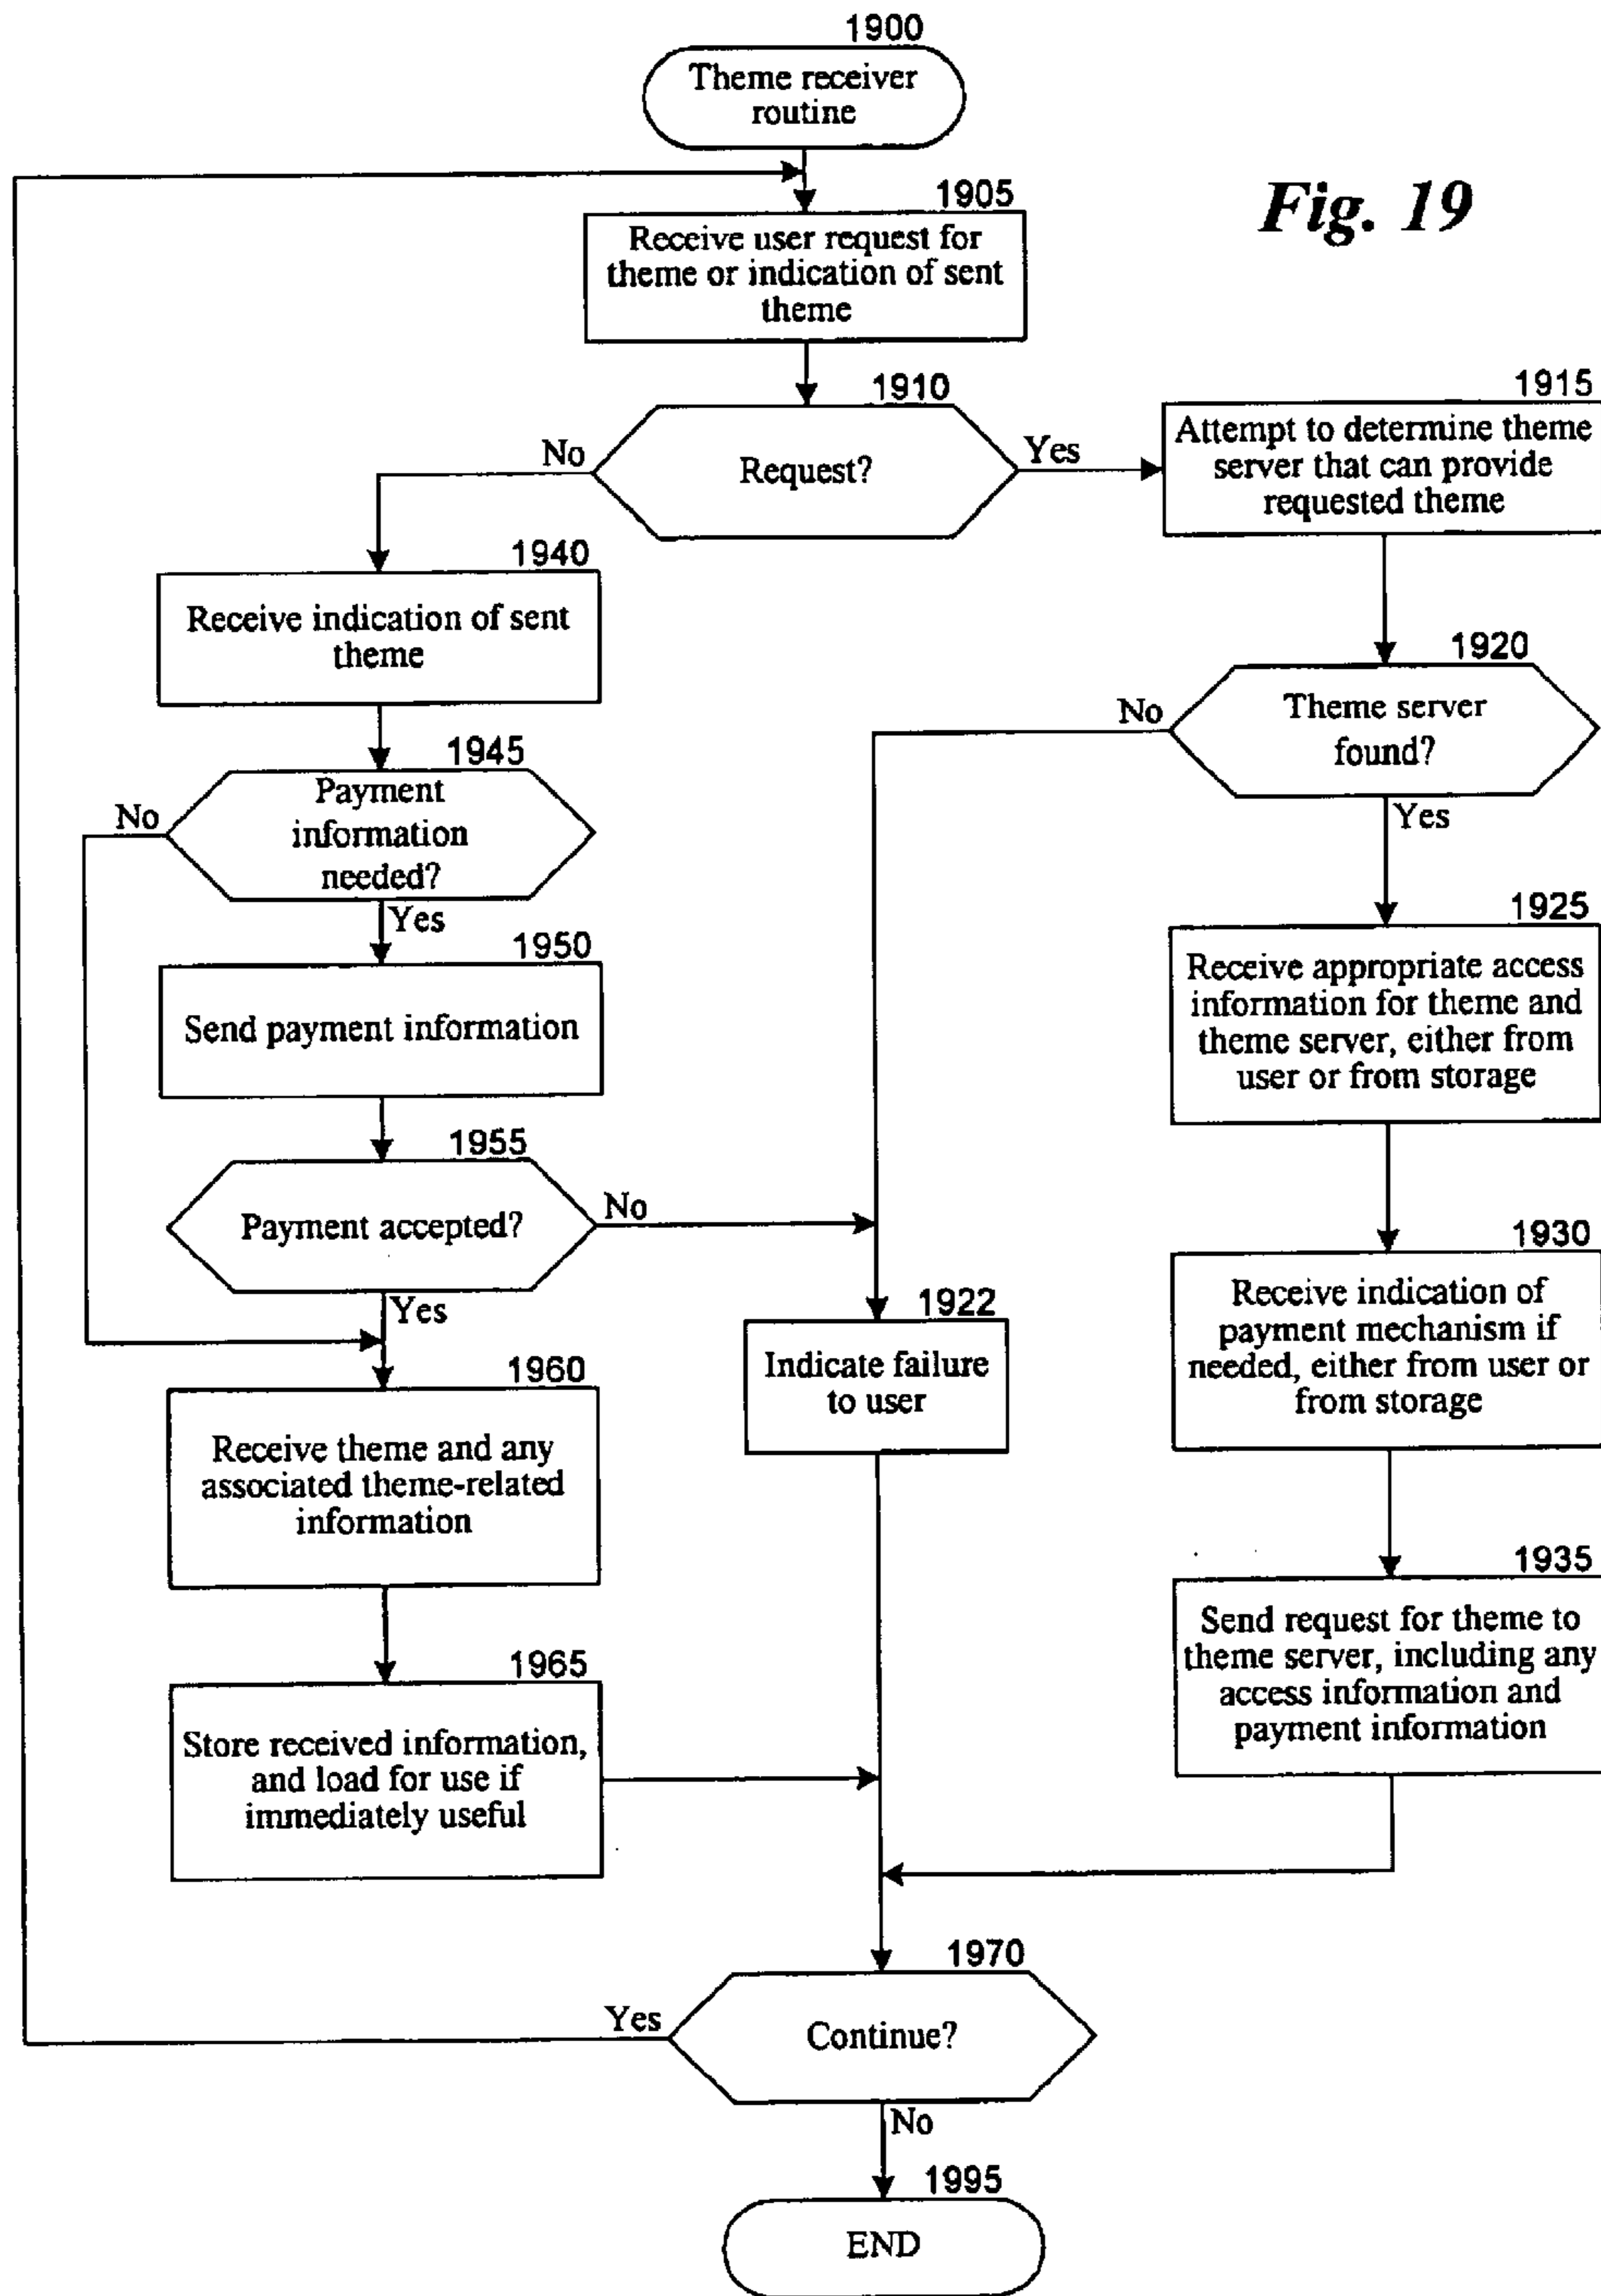 1900
Theme receiver
routine
Fig. 19
1905
Receive user request for
theme or indication of sent
theme
1910
Request?
No
Yes
1915
Attempt to determine theme
server that can provide
requested theme
1940
Receive indication of sent
theme
1920
Theme server
found?
No
Yes
1945
Payment
information
needed?
No
Yes
1925
Receive appropriate access
information for theme and
theme server, either from
user or from storage
1950
Send payment information
1955
Payment accepted?
No
Yes
1930
Receive indication of
payment mechanism if
needed, either from user or
from storage
1922
Indicate failure
to user
1960
Receive theme and any
associated theme-related
information
1935
Send request for theme to
theme server, including any
access information and
payment information
1965
Store received information,
and load for use if
immediately useful
1970
Continue?
Yes
No
1995
END